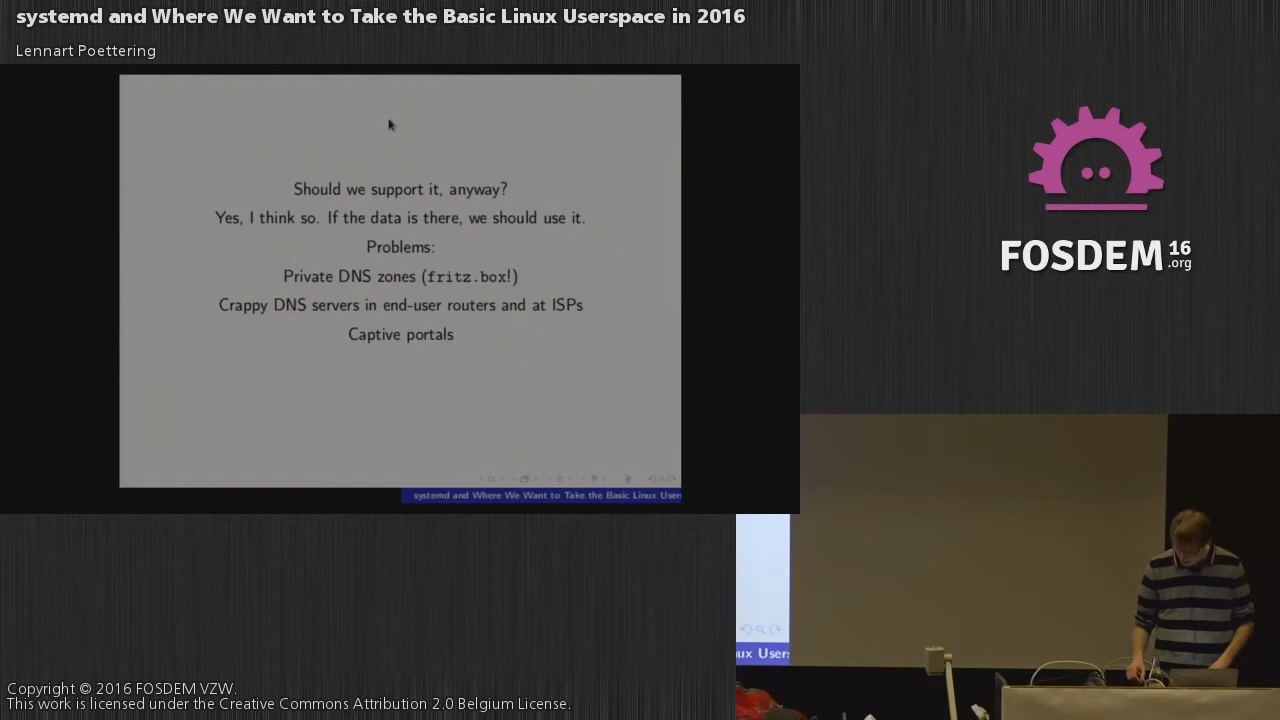 systemd and Where We Want to Take the Basic Linux Userspace in 2016
Lennart Poettering
Should we support it, anyway?
Yes, I think so. If the data is there, we should use it.
Problems:
Private DNS zones (fritz.box!)
Crappy DNS servers in end-user routers and at ISPs
Captive portals
systemd and Where We Want to Take the Basic Linux User
FOSDEM 16
.org
nux Users
Copyright © 2016 FOSDEM VZW.
This work is licensed under the Creative Commons Attribution 2.0 Belgium License.